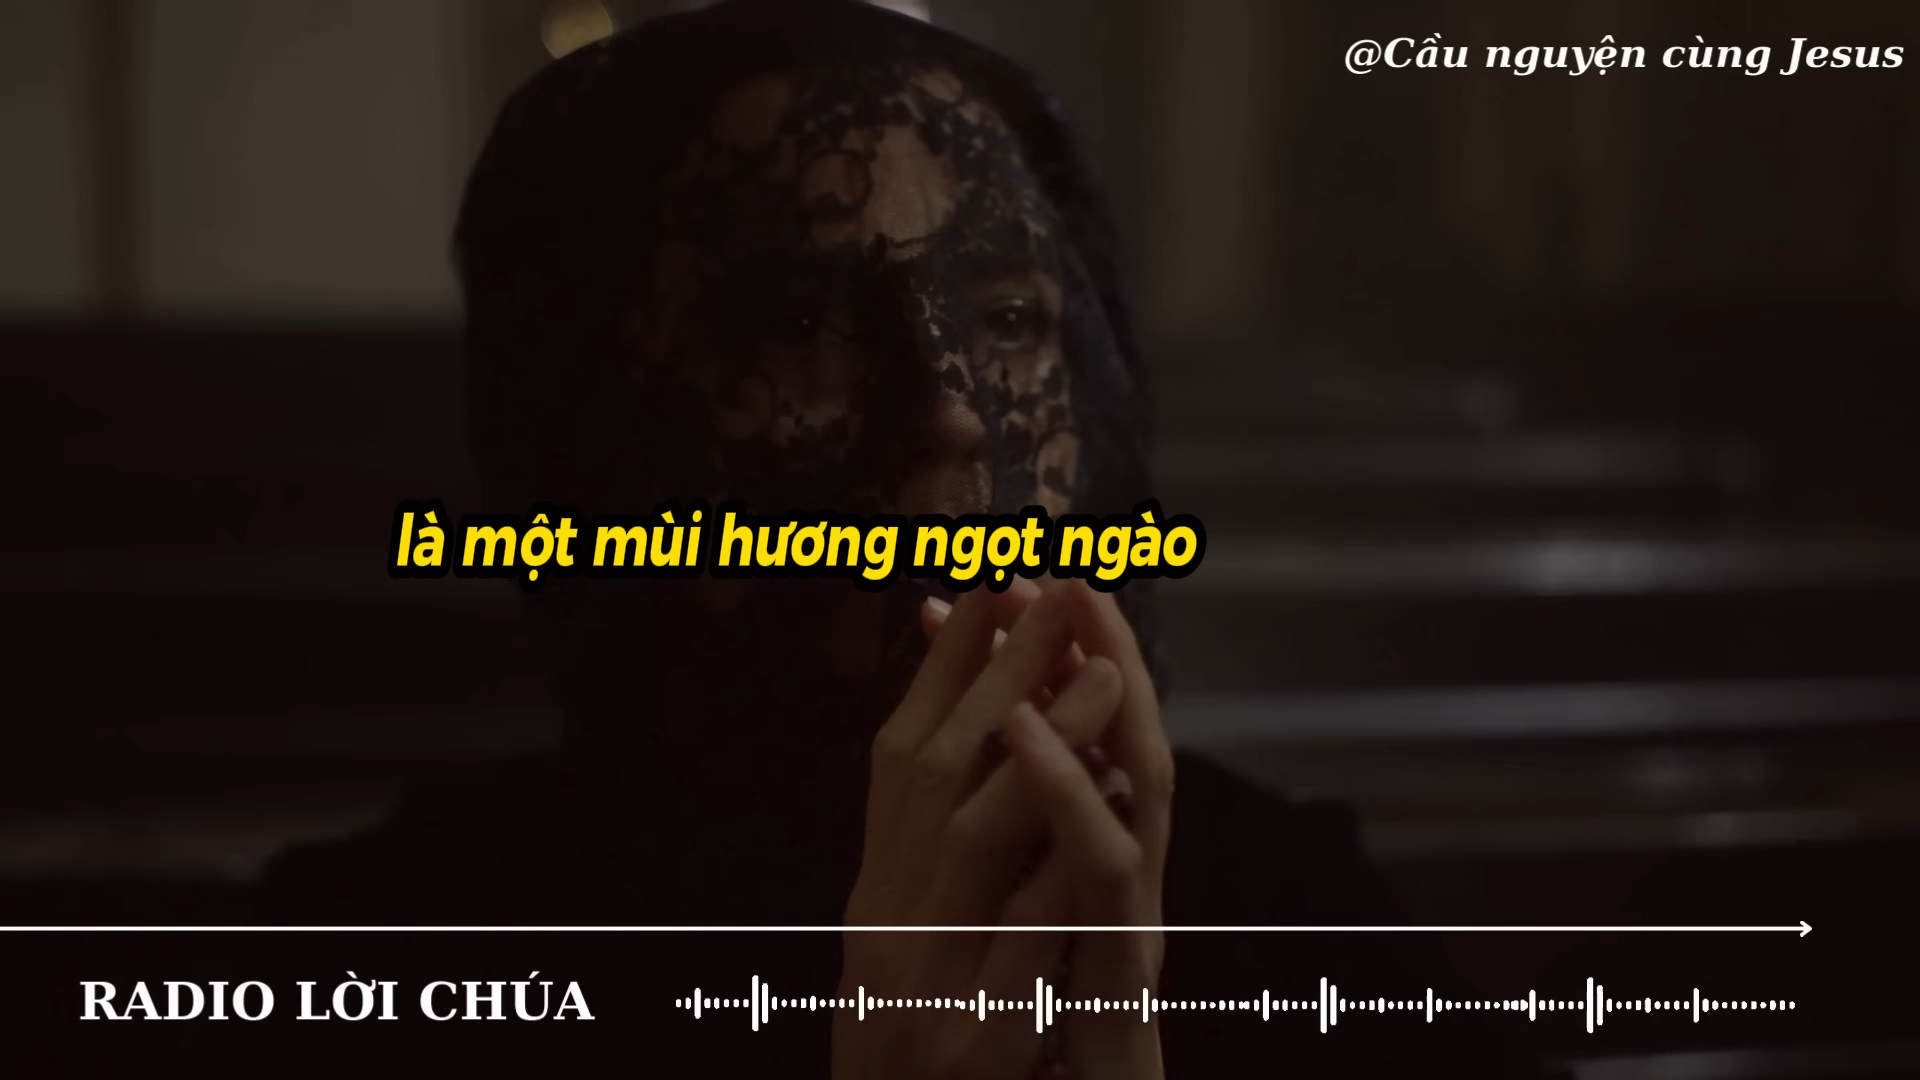 @Cầu nguyện cùng Jesus
là một mùi hương ngọt ngào
RADIO LỜI CHÚA